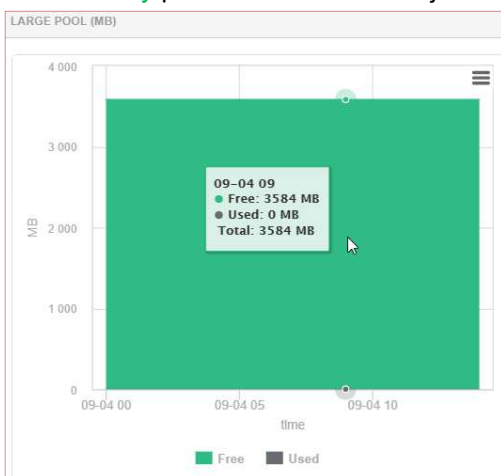 LARGE POOL (MB)
4 000
3 000
2 000
1 000
0
MB
09-04 09
Free: 3584 MB
Used: 0 MB
Total: 3584 MB
09-04 00
09-04 05
09-04 10
time
Free
Used